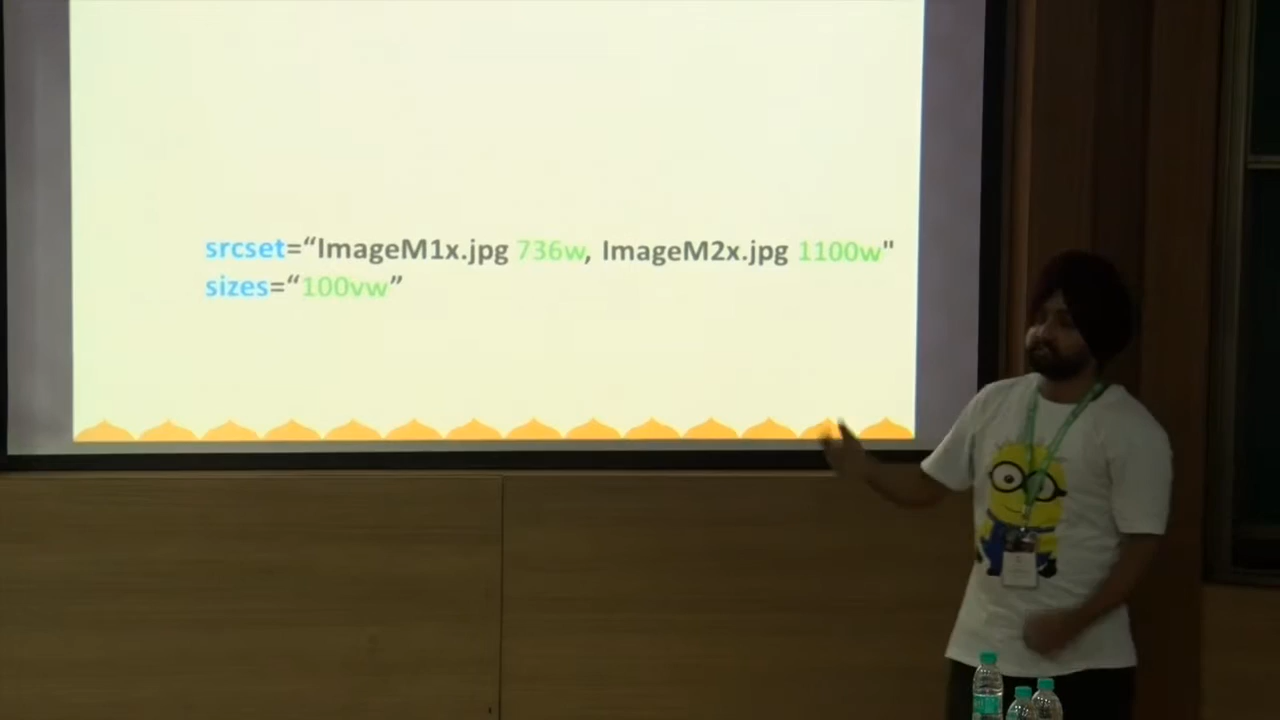 srcset=“ImageM1x.jpg 736w, ImageM2x.jpg 1100w"
sizes=“100vw”